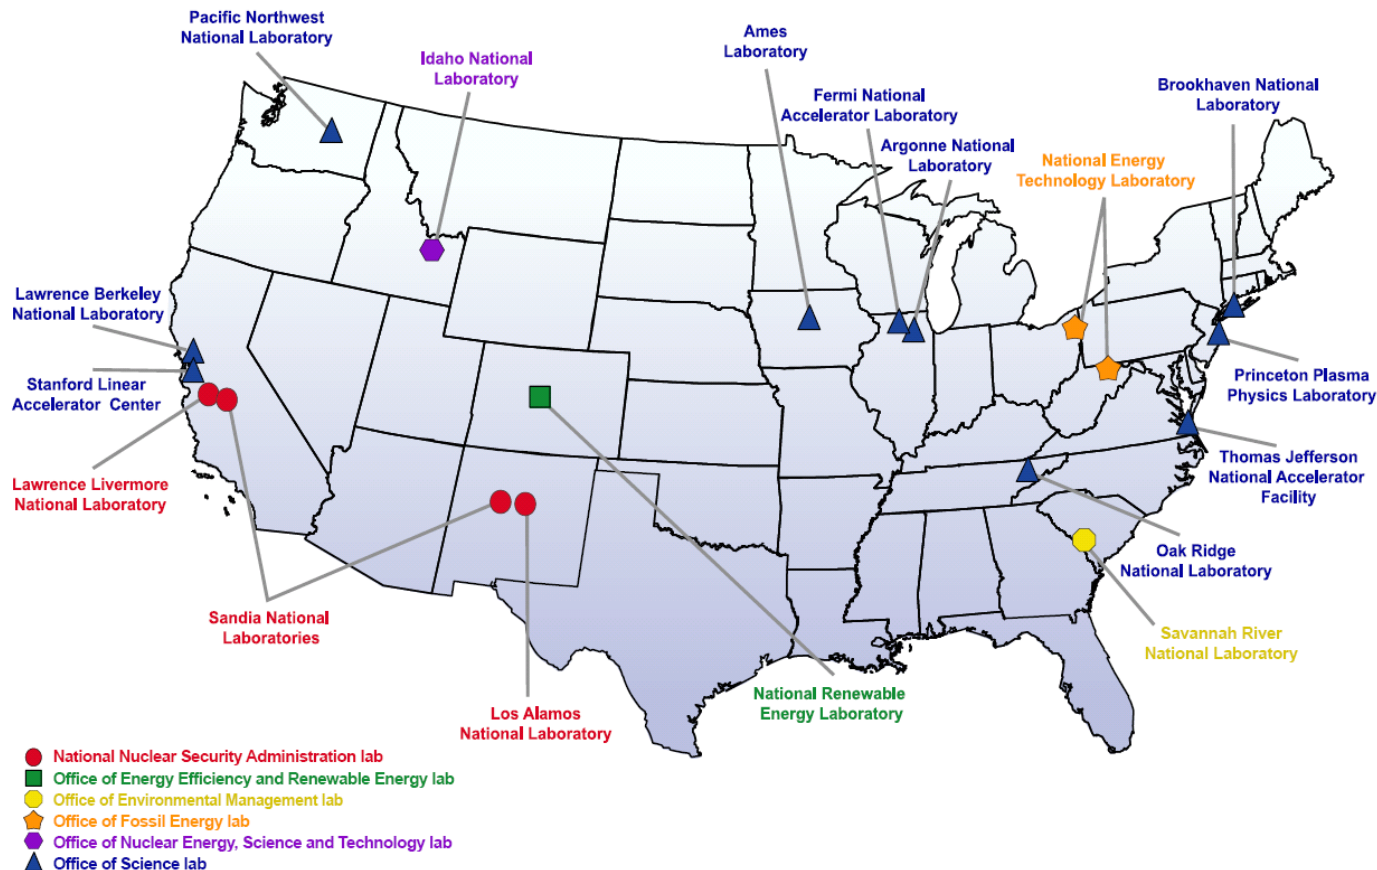 Pacific Northwest
National Laboratory
Idaho National
Laboratory
Ames
Laboratory
Fermi National
Accelerator Laboratory
Argonne National
Laboratory
National Energy
Technology Laboratory
Brookhaven National
Laboratory
Lawrence Berkeley
National Laboratory
Stanford Linear
Accelerator Center
Lawrence Livermore
National Laboratory
Sandia National
Laboratories
Los Alamos
National Laboratory
National Renewable
Energy Laboratory
Princeton Plasma
Physics Laboratory
Thomas Jefferson
National Accelerator
Facility
Oak Ridge
National Laboratory
Savannah River
National Laboratory
National Nuclear Security Administration lab
Office of Energy Efficiency and Renewable Energy lab
Office of Environmental Management lab
Office of Fossil Energy lab
Office of Nuclear Energy, Science and Technology lab
Office of Science lab